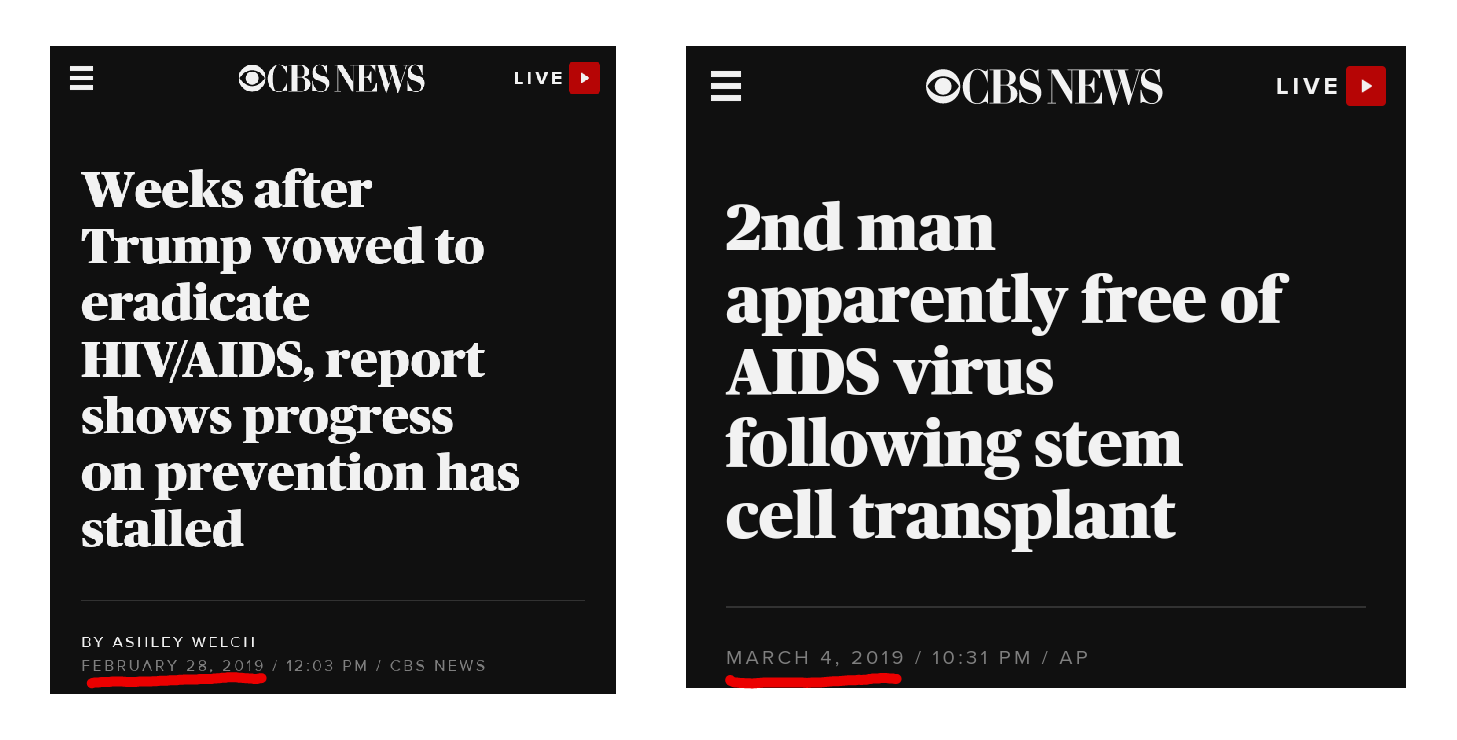 CBS NEWS LIVE
Weeks after
Trump vowed to
eradicate
HIV/AIDS, report
shows progress
on prevention has
stalled
BY ASHLEY WELCH
FEBRUARY 28, 2019 / 12:03 PM / CBS NEWS
CBS NEWS LIVE
2nd man
apparently free of
AIDS virus
following stem
cell transplant
MARCH 4, 2019 / 10:31 PM / AP